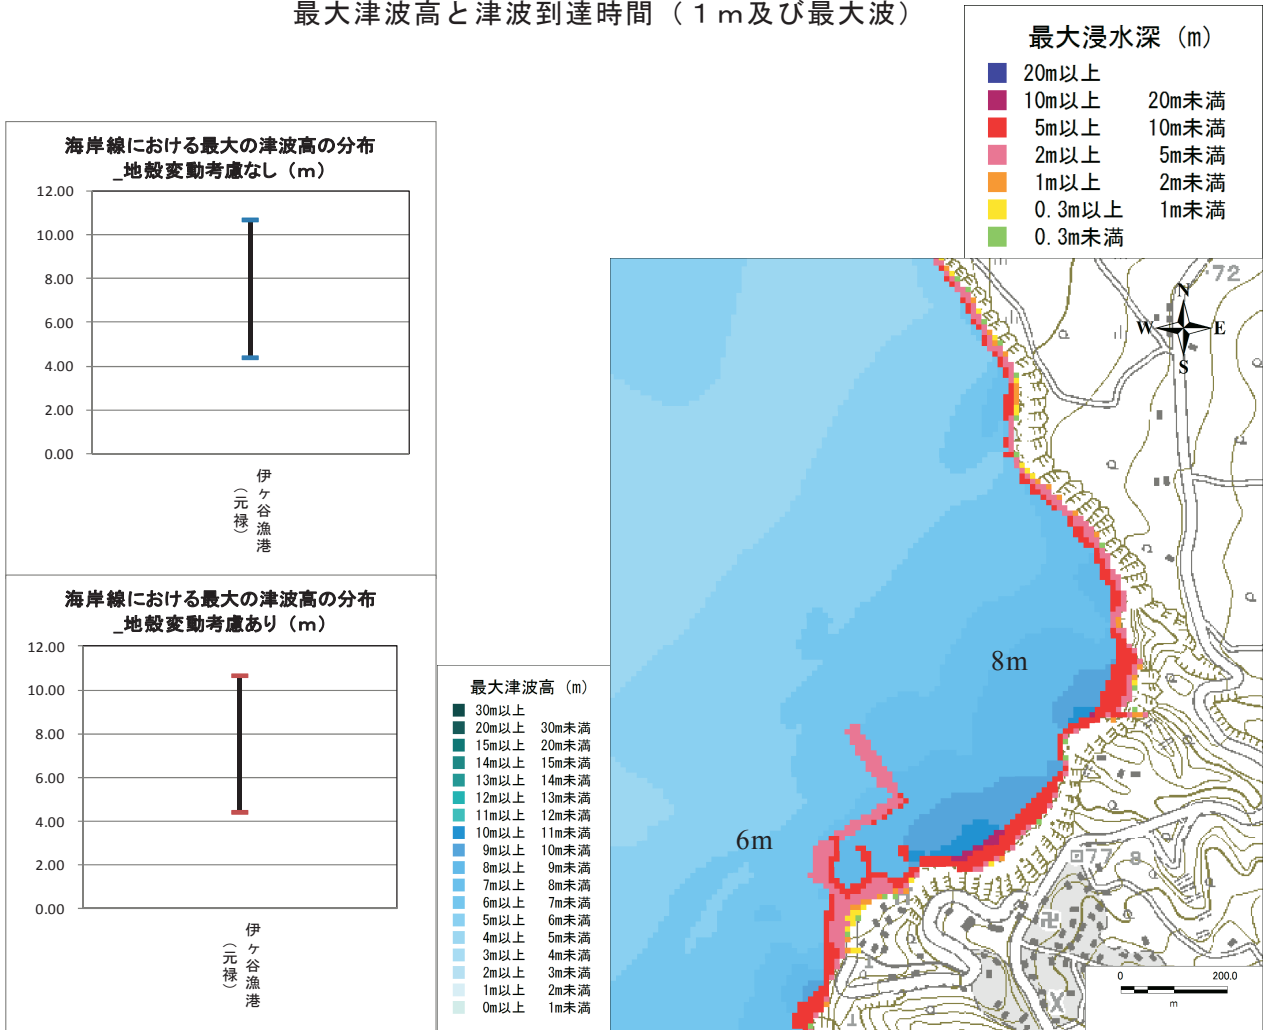 最大津波高と津波到達時間（１ｍ及び最大波）
最大浸水深（m）
20m以上
10m以上 20m未満
5m以上 10m未満
2m以上 5m未満
1m以上 2m未満
0.3m以上 1m未満
0.3m未満
海岸線における最大の津波高の分布
_地殻変動考慮なし（ｍ）
12.00
10.00
8.00
6.00
4.00
2.00
0.00
伊ヶ谷漁港
（元禄）
海岸線における最大の津波高の分布
_地殻変動考慮あり（ｍ）
12.00
10.00
8.00
6.00
4.00
2.00
0.00
伊ヶ谷漁港
（元禄）
最大津波高（m）
30m以上
20m以上 30m未満
15m以上 20m未満
14m以上 15m未満
13m以上 14m未満
12m以上 13m未満
11m以上 12m未満
10m以上 11m未満
9m以上 10m未満
8m以上 9m未満
7m以上 8m未満
6m以上 7m未満
5m以上 6m未満
4m以上 5m未満
3m以上 4m未満
2m以上 3m未満
1m以上 2m未満
0m以上 1m未満
72
N
W E
S
8m
6m
77 8
0 200.0
m